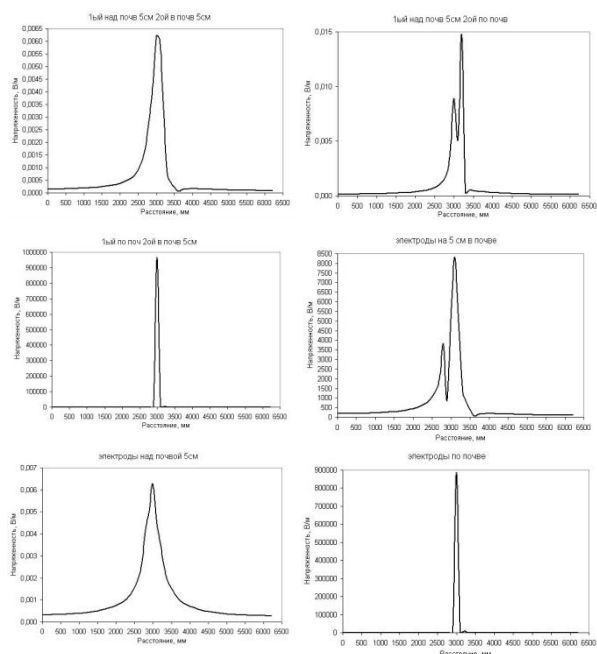 1ый над почв 5см 2ой в почв 5см
Напряженность, В/м
0,0065
0,0060
0,0055
0,0050
0,0045
0,0040
0,0035
0,0030
0,0025
0,0020
0,0015
0,0010
0,0005
0,0000
0 500 1000 1500 2000 2500 3000 3500 4000 4500 5000 5500 6000 6500
Расстояние, мм
1ый над почв 5см 2ой по почв
Напряженность, В/м
0,015
0,010
0,005
0,000
0 500 1000 1500 2000 2500 3000 3500 4000 4500 5000 5500 6000 6500
Расстояние, мм
1ый по поч 2ой в почв 5см
Напряженность, В/м
1000000
900000
800000
700000
600000
500000
400000
300000
200000
100000
0
0 500 1000 1500 2000 2500 3000 3500 4000 4500 5000 5500 6000 6500
Расстояние, мм
электроды на 5 см в почве
Напряженность, В/м
8500
8000
7500
7000
6500
6000
5500
5000
4500
4000
3500
3000
2500
2000
1500
1000
500
0
0 500 1000 1500 2000 2500 3000 3500 4000 4500 5000 5500 6000 6500
Расстояние, мм
электроды над почвой 5см
Напряженность, В/м
0,007
0,006
0,005
0,004
0,003
0,002
0,001
0,000
0 500 1000 1500 2000 2500 3000 3500 4000 4500 5000 5500 6000 6500
Расстояние, мм
электроды по почве
Напряженность, В/м
900000
800000
700000
600000
500000
400000
300000
200000
100000
0
0 500 1000 1500 2000 2500 3000 3500 4000 4500 5000 5500 6000 6500
Расстояние, мм